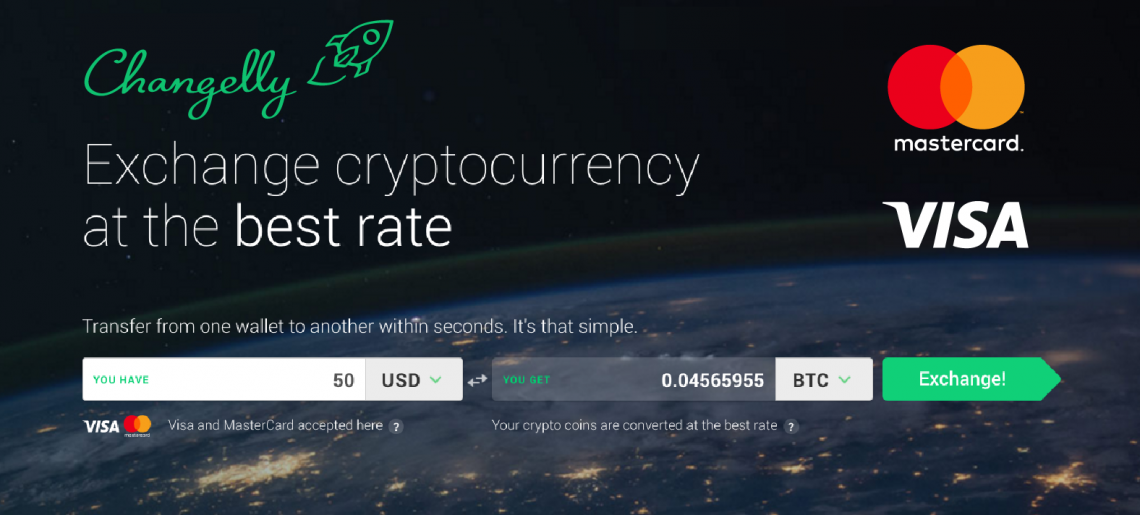 Changelly
mastercard.
Exchange cryptocurrency
at the best rate
VISA
Transfer from one wallet to another within seconds. It's that simple.
YOU HAVE 50 USD YOU GET 0.04565955 BTC Exchange!
VISA mastercard Visa and MasterCard accepted here ? Your crypto coins are converted at the best rate ?